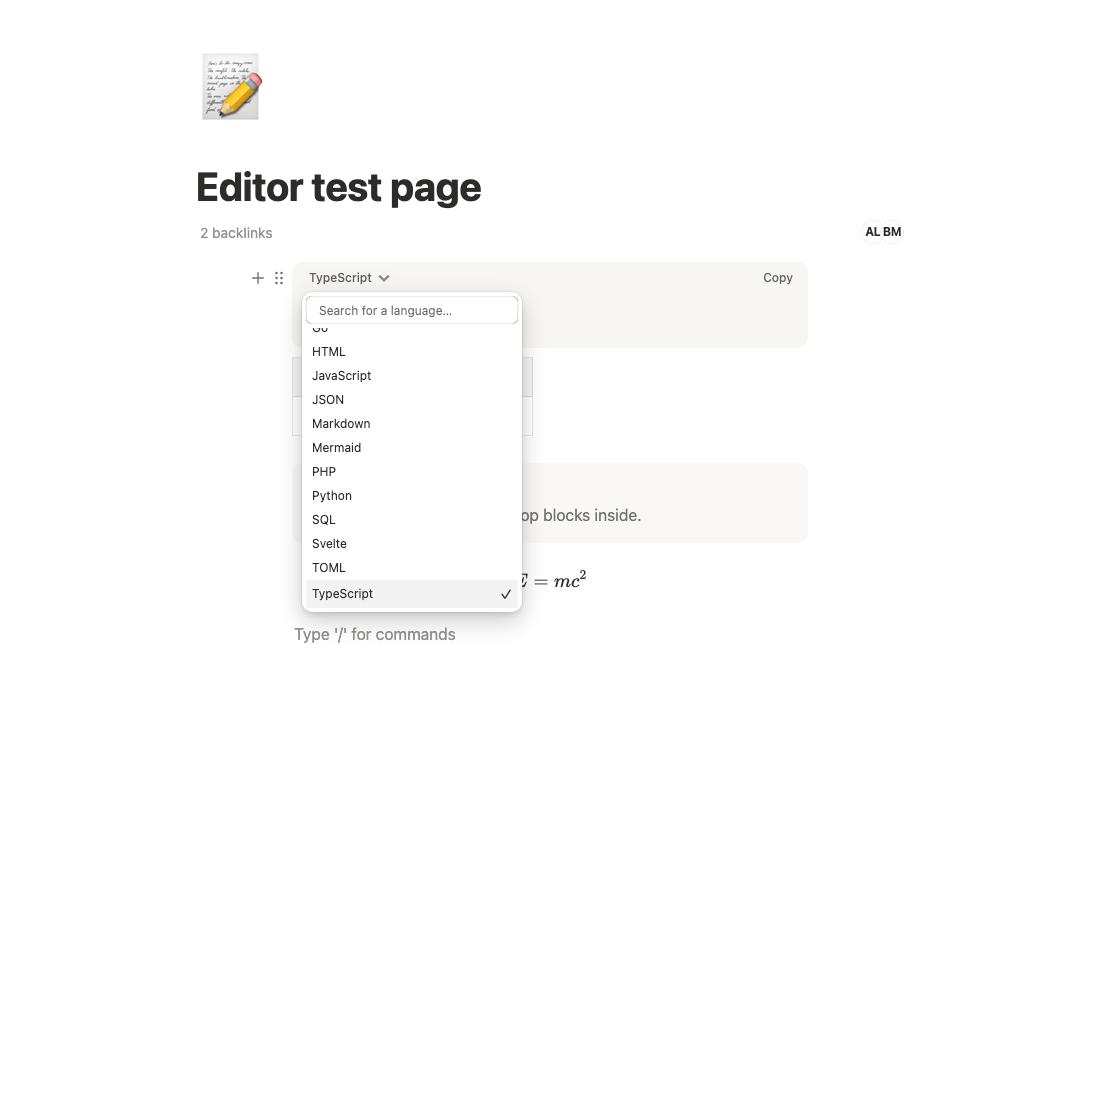 Editor test page
2 backlinks
AL BM
TypeScript
Copy
Search for a language...
Go
HTML
JavaScript
JSON
Markdown
Mermaid
PHP
Python
SQL
Svelte
TOML
TypeScript
blocks inside.
E = mc²
Type '/' for commands